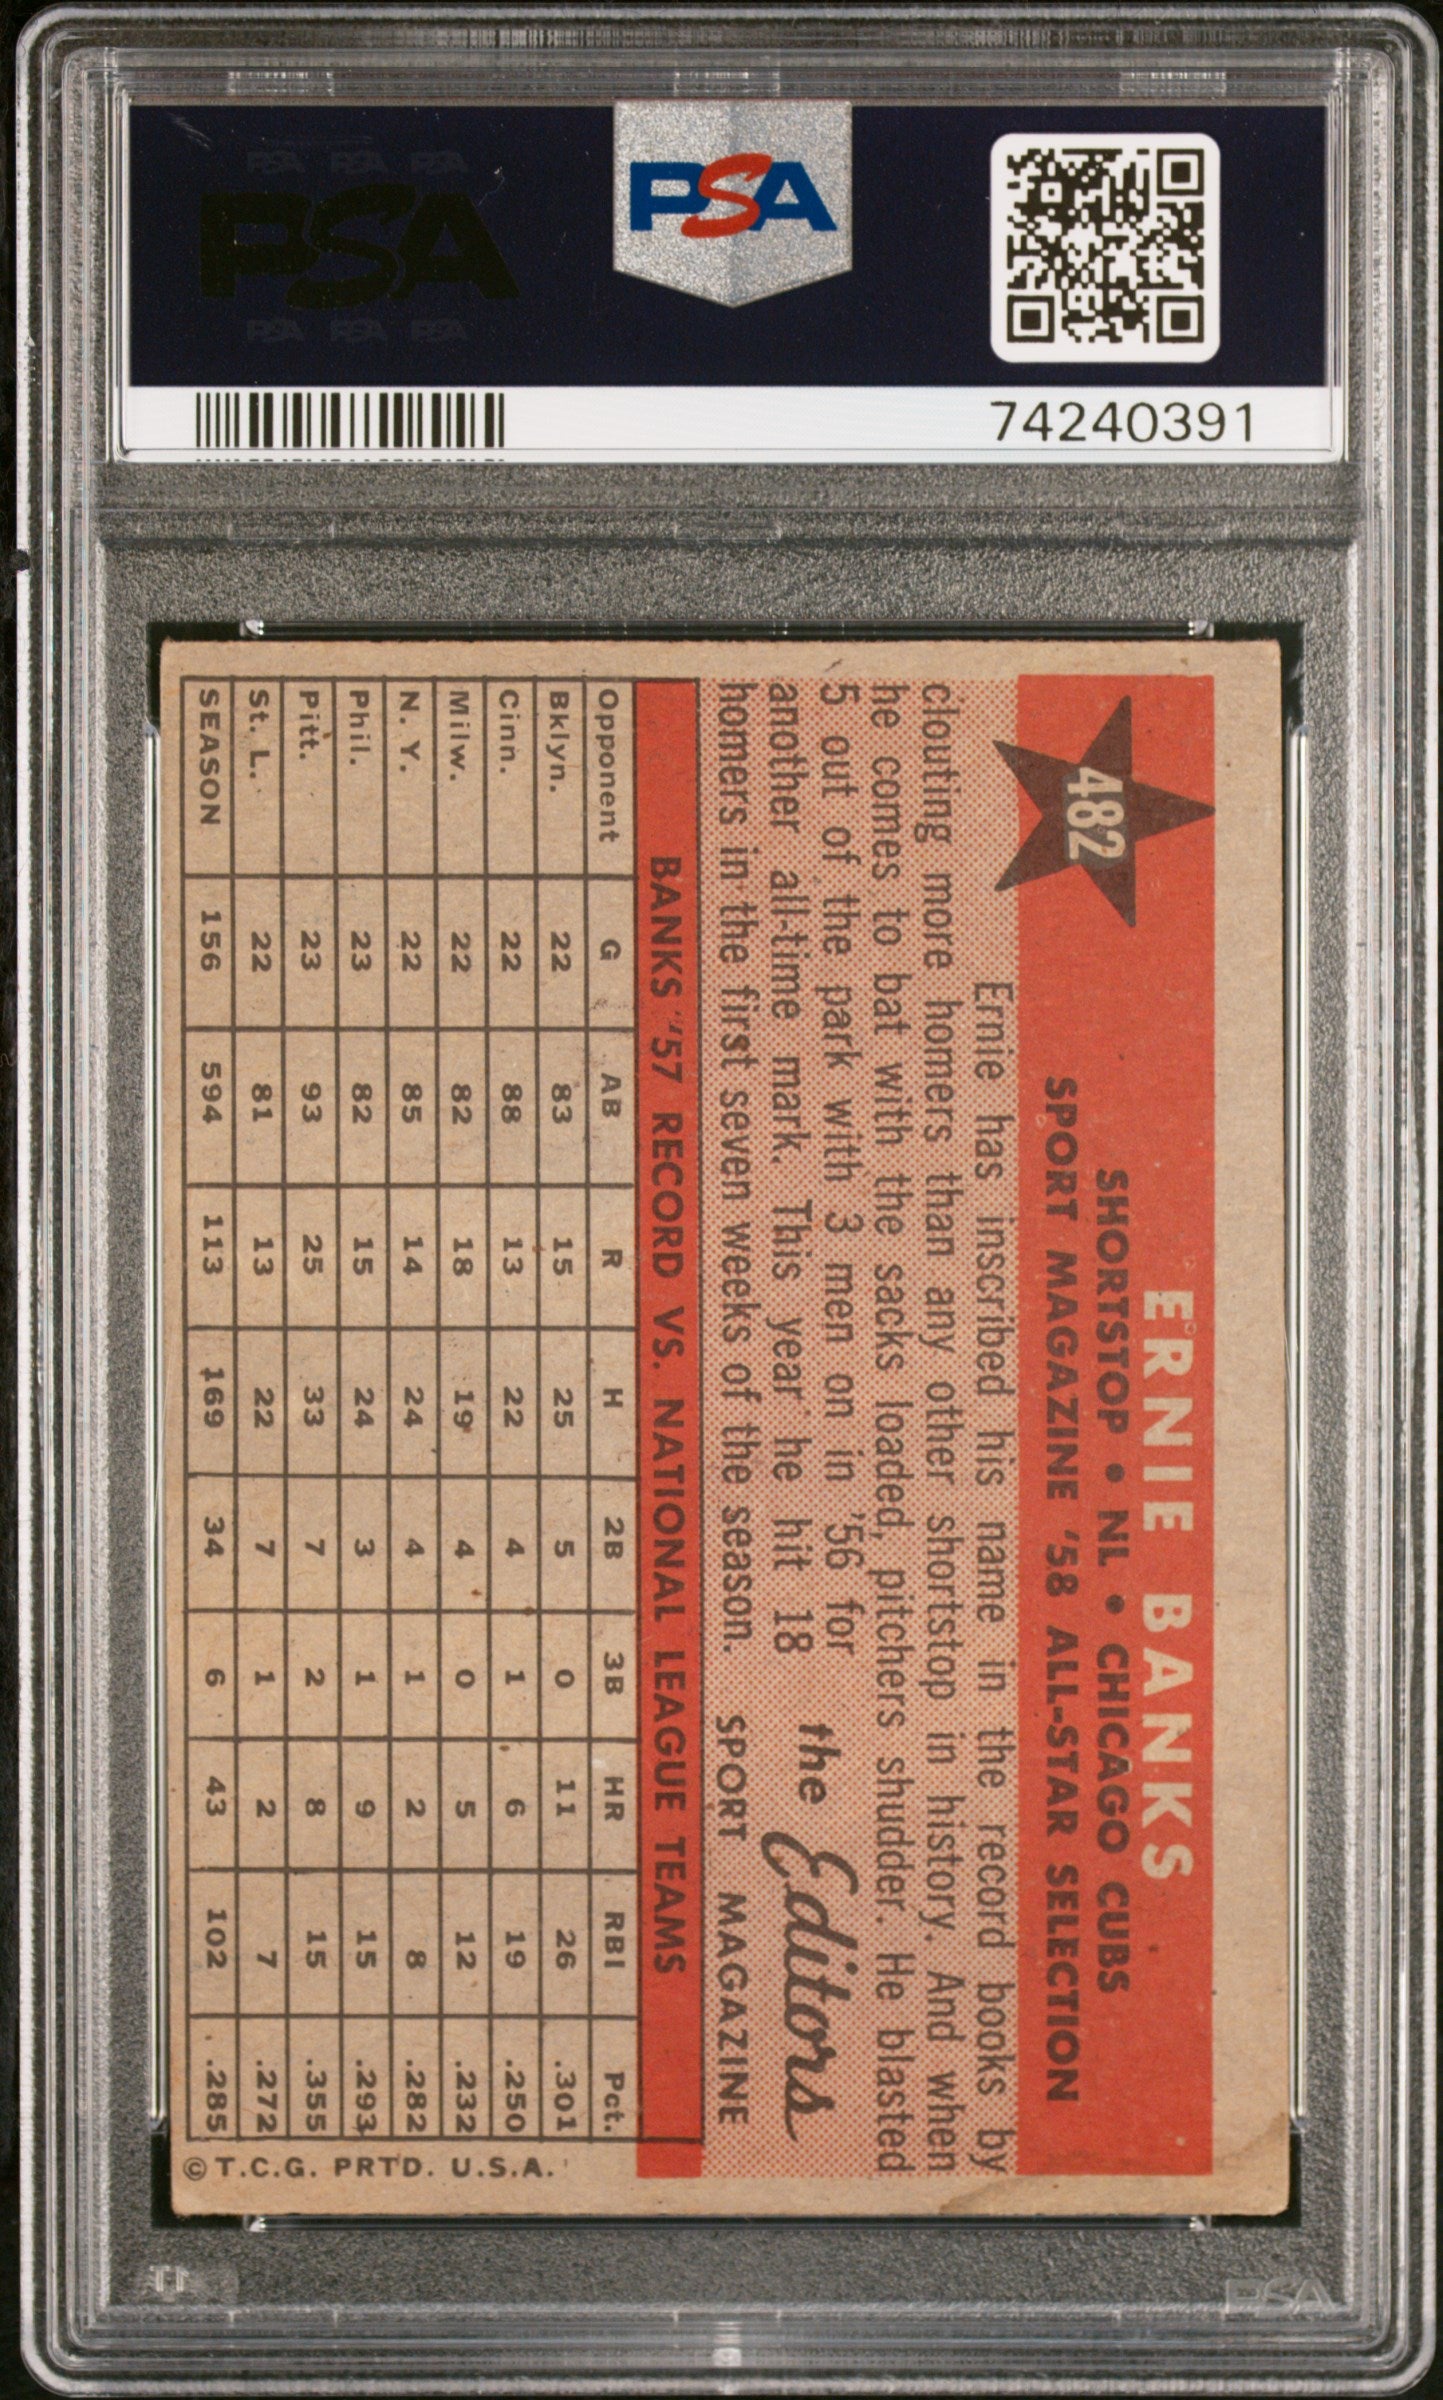 PSA PSA PSA
PSA
PSA PSA PSA
PSA
74240391
482
ERNIE BANKS
SHORTSTOP • NL • CHICAGO CUBS
SPORT MAGAZINE '58 ALL-STAR SELECTION
Ernie has inscribed his name in the record books by
clouting more homers than any other shortstop in history. And when
he comes to bat with the sacks loaded, pitchers shudder. He blasted
5 out of the park with 3 men on in '56 for
another all-time mark. This year he hit 18
homers in the first seven weeks of the season.
the Editors
SPORT MAGAZINE
BANKS '57 RECORD VS. NATIONAL LEAGUE TEAMS
Opponent G AB R H 2B 3B HR RBI Pct.
Bklyn. 22 83 15 25 5 0 11 26 .301
Cinn. 22 88 13 22 4 1 6 19 .250
Milw. 22 82 18 19 4 0 5 12 .232
N. Y. 22 85 14 24 4 1 2 8 .282
Phil. 23 82 15 24 3 1 9 15 .293
Pitt. 23 93 25 33 7 2 8 15 .355
St. L. 22 81 13 22 7 1 2 7 .272
SEASON 156 594 113 169 34 6 43 102 .285
© T.C.G. PRTD. U.S.A.
PSA